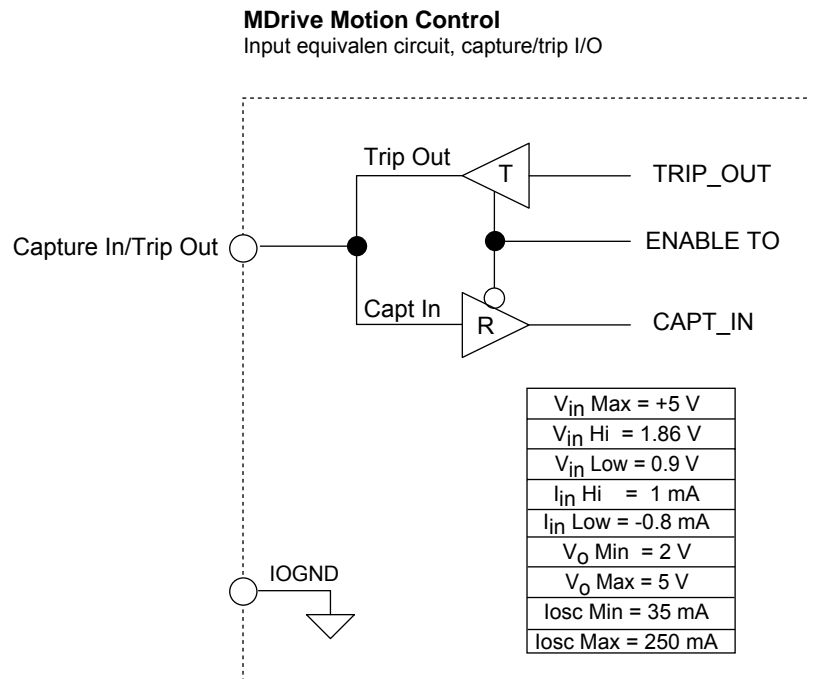 MDrive Motion Control
Input equivalen circuit, capture/trip I/O
Trip Out
T
TRIP_OUT
Capture In/Trip Out
ENABLE TO
Capt In
R
CAPT_IN
Vin Max = +5 V
Vin Hi = 1.86 V
Vin Low = 0.9 V
Iin Hi = 1 mA
Iin Low = -0.8 mA
Vo Min = 2 V
Vo Max = 5 V
Iosc Min = 35 mA
Iosc Max = 250 mA
IOGND